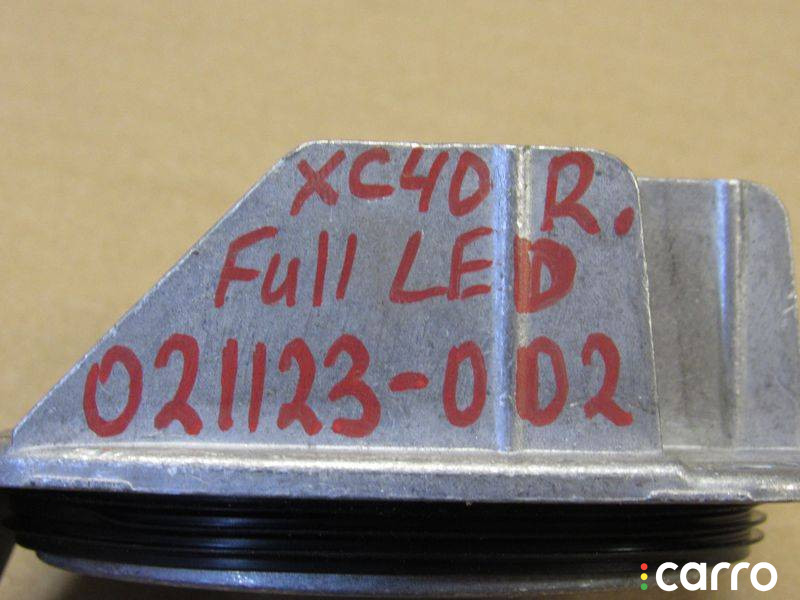 XC40 R.
Full LED
021123-002
carro